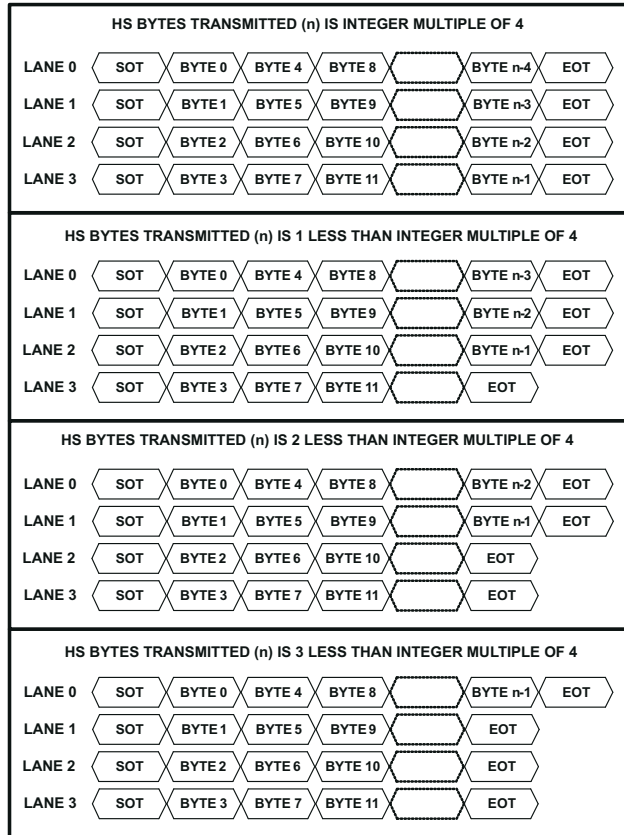 HS BYTES TRANSMITTED (n) IS INTEGER MULTIPLE OF 4
LANE 0 SOT BYTE 0 BYTE 4 BYTE 8 BYTE n-4 EOT
LANE 1 SOT BYTE 1 BYTE 5 BYTE 9 BYTE n-3 EOT
LANE 2 SOT BYTE 2 BYTE 6 BYTE 10 BYTE n-2 EOT
LANE 3 SOT BYTE 3 BYTE 7 BYTE 11 BYTE n-1 EOT
HS BYTES TRANSMITTED (n) IS 1 LESS THAN INTEGER MULTIPLE OF 4
LANE 0 SOT BYTE 0 BYTE 4 BYTE 8 BYTE n-3 EOT
LANE 1 SOT BYTE 1 BYTE 5 BYTE 9 BYTE n-2 EOT
LANE 2 SOT BYTE 2 BYTE 6 BYTE 10 BYTE n-1 EOT
LANE 3 SOT BYTE 3 BYTE 7 BYTE 11 EOT
HS BYTES TRANSMITTED (n) IS 2 LESS THAN INTEGER MULTIPLE OF 4
LANE 0 SOT BYTE 0 BYTE 4 BYTE 8 BYTE n-2 EOT
LANE 1 SOT BYTE 1 BYTE 5 BYTE 9 BYTE n-1 EOT
LANE 2 SOT BYTE 2 BYTE 6 BYTE 10 EOT
LANE 3 SOT BYTE 3 BYTE 7 BYTE 11 EOT
HS BYTES TRANSMITTED (n) IS 3 LESS THAN INTEGER MULTIPLE OF 4
LANE 0 SOT BYTE 0 BYTE 4 BYTE 8 BYTE n-1 EOT
LANE 1 SOT BYTE 1 BYTE 5 BYTE 9 EOT
LANE 2 SOT BYTE 2 BYTE 6 BYTE 10 EOT
LANE 3 SOT BYTE 3 BYTE 7 BYTE 11 EOT